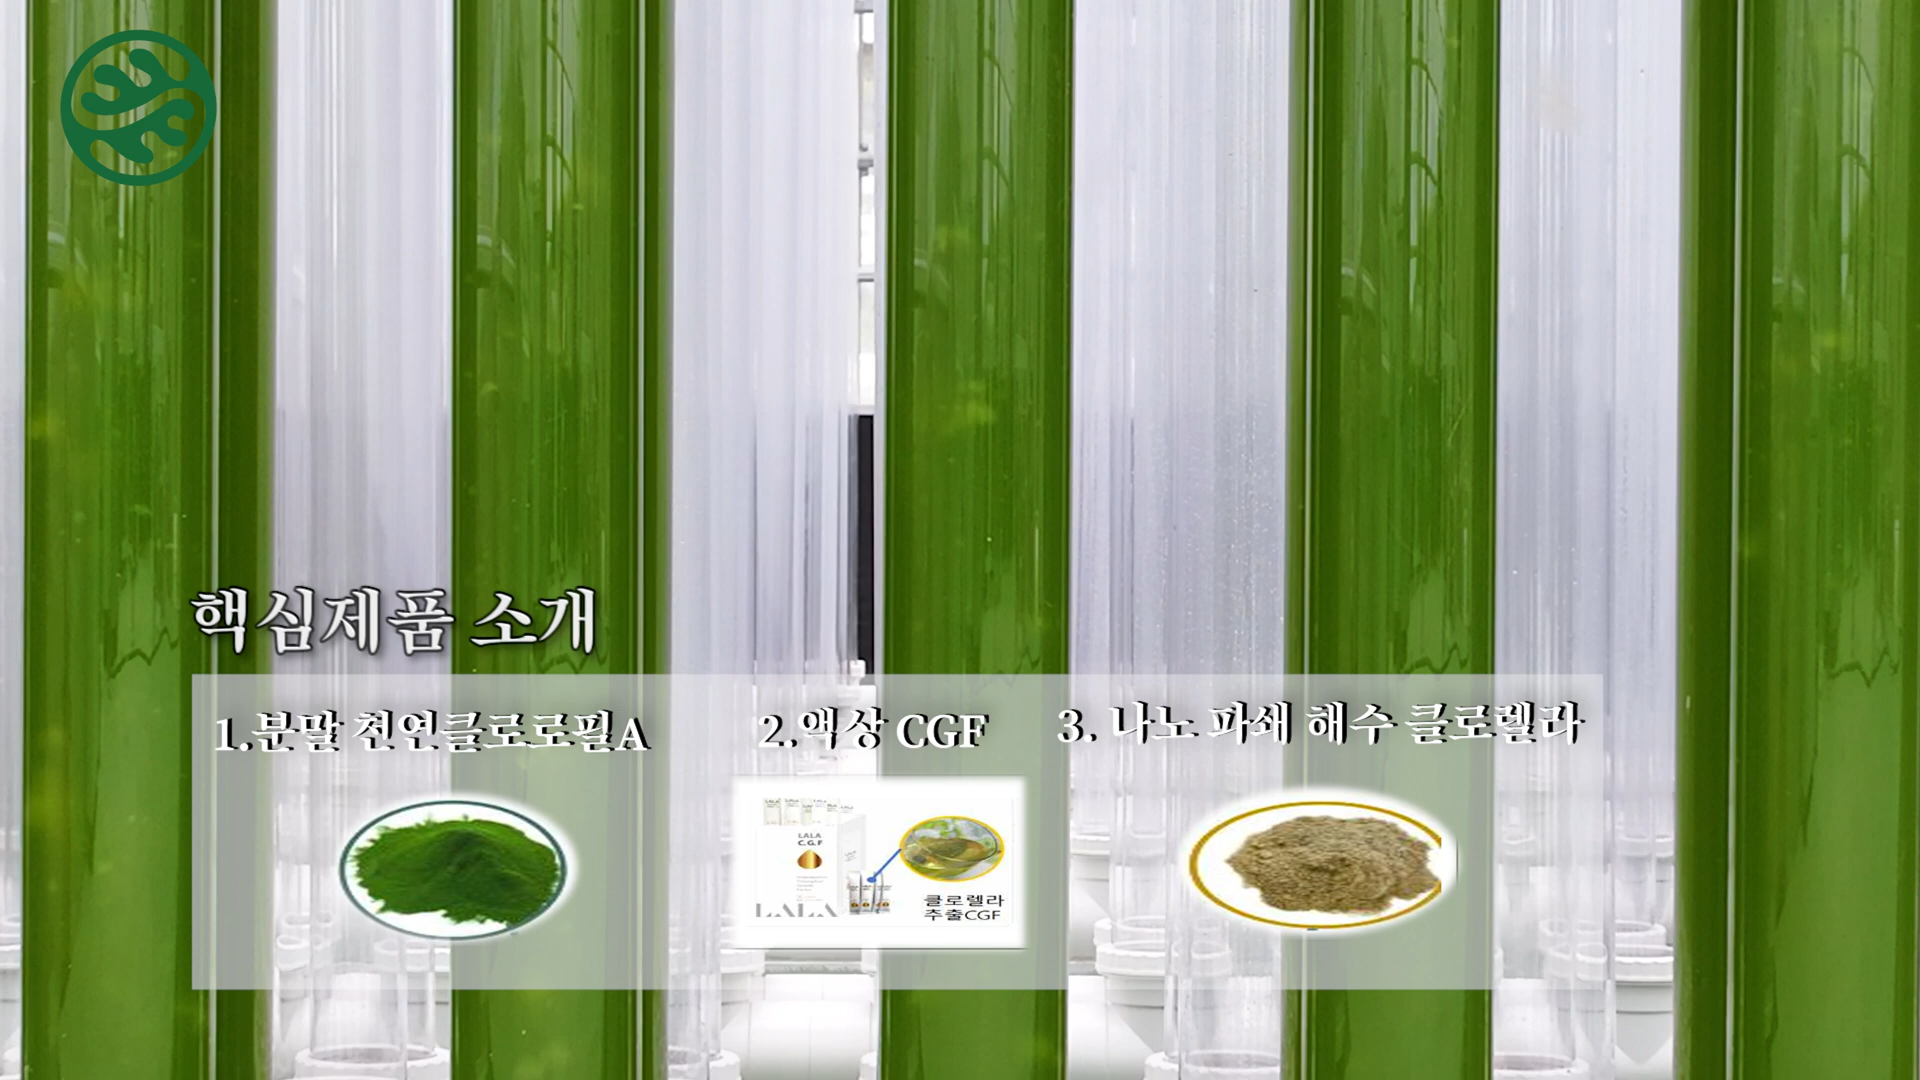 핵심제품 소개
1.분말 천연클로로필A
2.액상 CGF
3. 나노 파쇄 해수 클로렐라
LALA
C.G.F
LALA
클로렐라
추출CGF